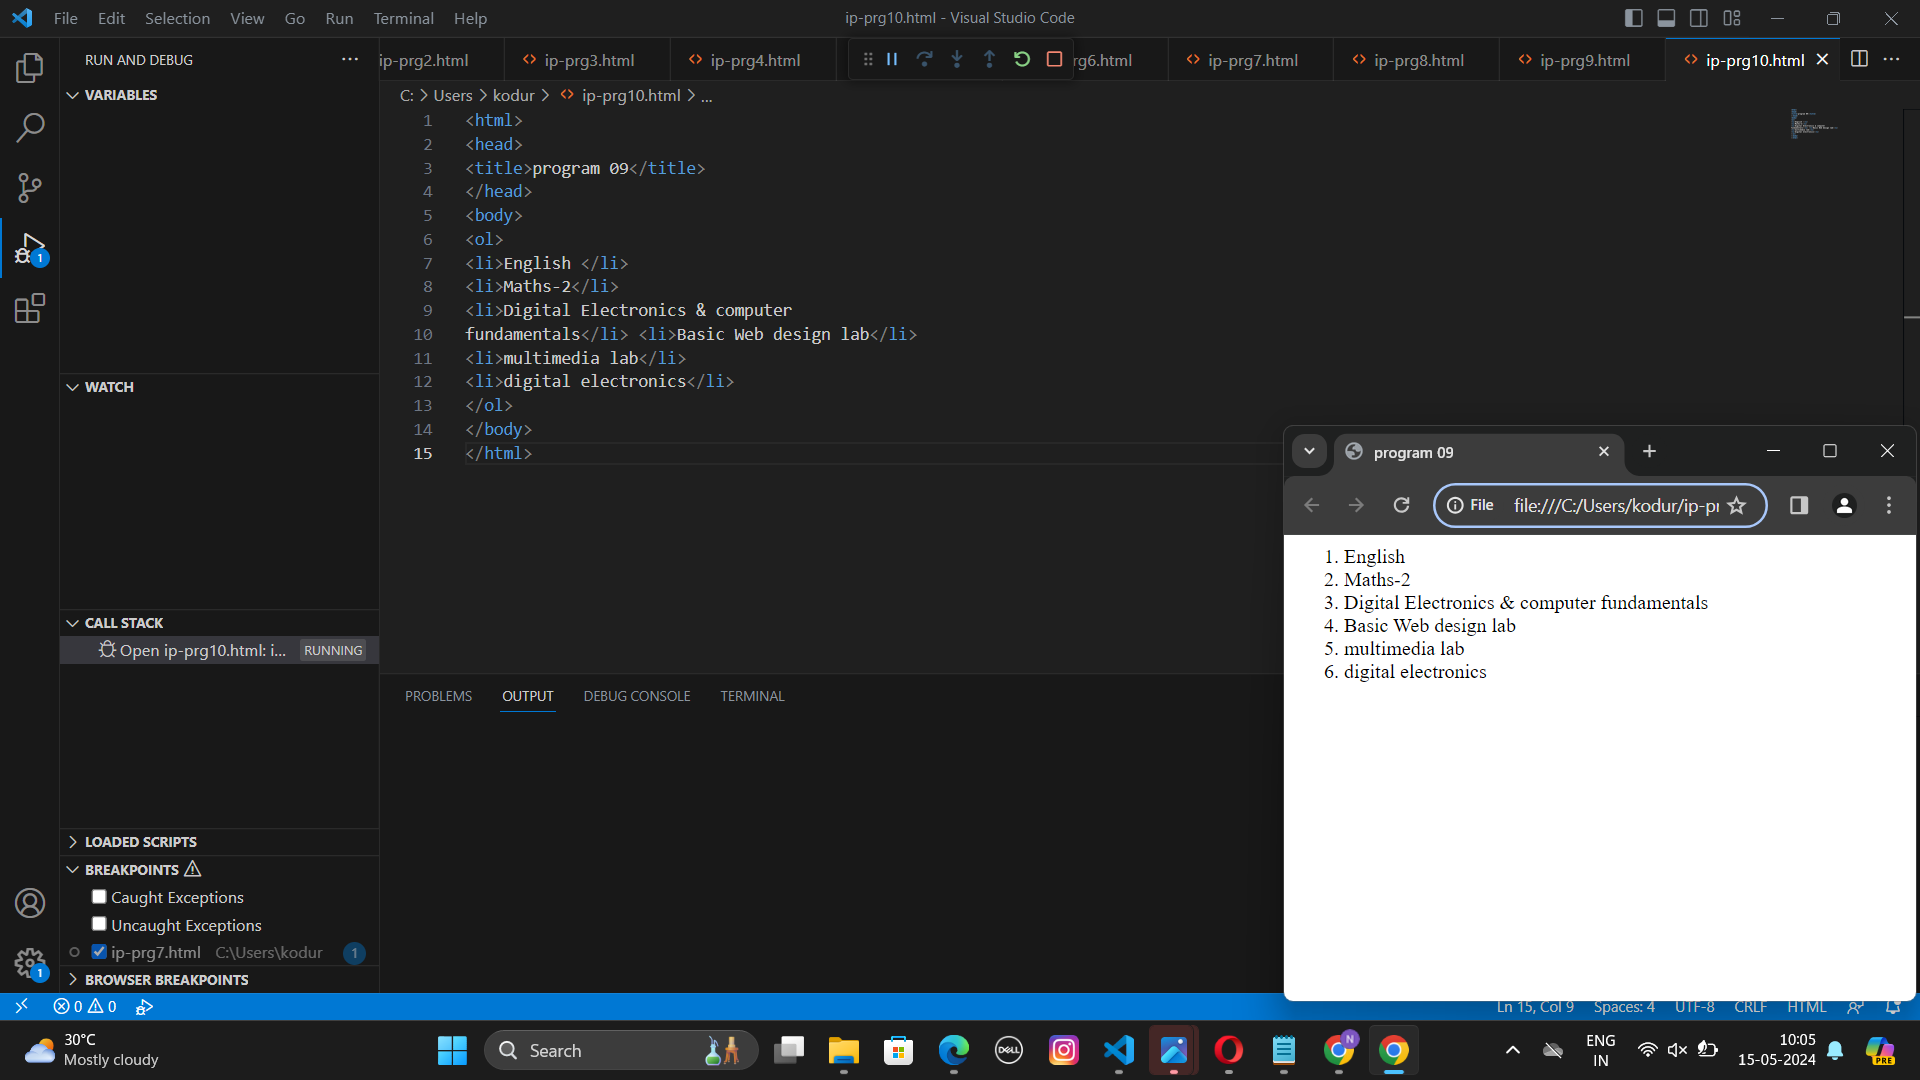 File Edit Selection View Go Run Terminal Help
ip-prg10.html - Visual Studio Code
RUN AND DEBUG
ip-prg2.html ip-prg3.html ip-prg4.html rg6.html ip-prg7.html ip-prg8.html ip-prg9.html ip-prg10.html
VARIABLES
C: > Users > kodur > ip-prg10.html > ...
1 <html>
2 <head>
3 <title>program 09</title>
4 </head>
5 <body>
6 <ol>
7 <li>English </li>
8 <li>Maths-2</li>
9 <li>Digital Electronics & computer
10 fundamentals</li> <li>Basic Web design lab</li>
11 <li>multimedia lab</li>
12 <li>digital electronics</li>
13 </ol>
14 </body>
15 </html>
WATCH
CALL STACK
Open ip-prg10.html: i... RUNNING
LOADED SCRIPTS
BREAKPOINTS
Caught Exceptions
Uncaught Exceptions
ip-prg7.html C:\Users\kodur 1
BROWSER BREAKPOINTS
1
1
PROBLEMS OUTPUT DEBUG CONSOLE TERMINAL
program 09
File file:///C:/Users/kodur/ip-pr
1. English
2. Maths-2
3. Digital Electronics & computer fundamentals
4. Basic Web design lab
5. multimedia lab
6. digital electronics
0 0
Ln 15, Col 9 Spaces: 4 UTF-8 CRLF HTML
30°C
Mostly cloudy
Search
DELL
N
ENG
IN
10:05
15-05-2024
PRE